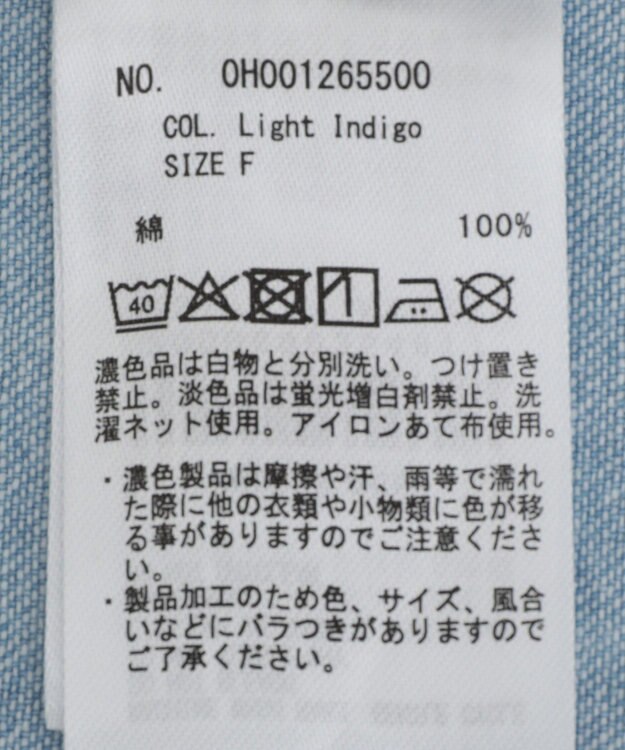 NO. 0H001265500
COL. Light Indigo
SIZE F
綿 100%
40
濃色品は白物と分別洗い。つけ置き
禁止。淡色品は蛍光増白剤禁止。洗
濯ネット使用。アイロンあて布使用。
・濃色製品は摩擦や汗、雨等で濡れ
た際に他の衣類や小物類に色が移
る事がありますのでご注意くださ
い。
・製品加工のため色、サイズ、風合
いなどにバラつきがありますので
ご了承ください。